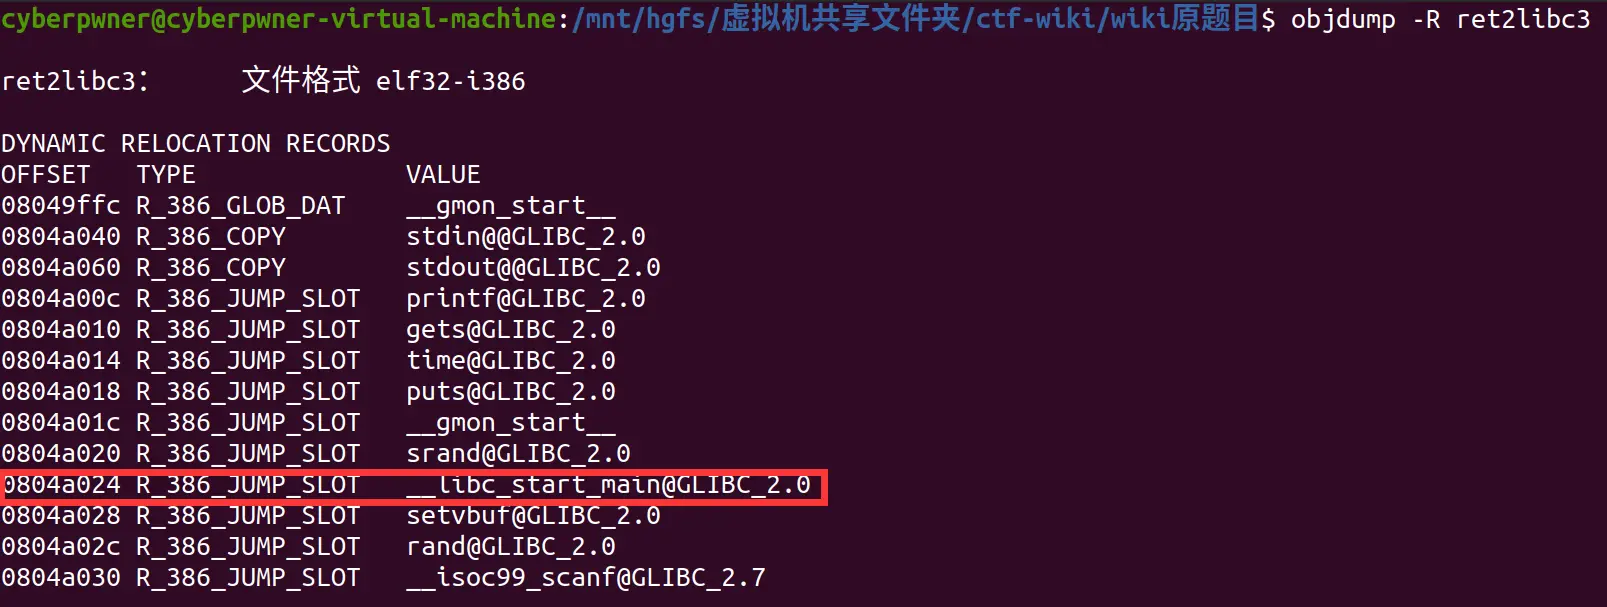 cyberpwner@cyberpwner-virtual-machine:/mnt/hgfs/虚拟机共享文件夹/ctf-wiki/wiki原题目$ objdump -R ret2libc3
ret2libc3：     文件格式 elf32-i386
DYNAMIC RELOCATION RECORDS
OFFSET   TYPE              VALUE
08049ffc R_386_GLOB_DAT    __gmon_start__
0804a040 R_386_COPY        stdin@@GLIBC_2.0
0804a060 R_386_COPY        stdout@@GLIBC_2.0
0804a00c R_386_JUMP_SLOT   printf@GLIBC_2.0
0804a010 R_386_JUMP_SLOT   gets@GLIBC_2.0
0804a014 R_386_JUMP_SLOT   time@GLIBC_2.0
0804a018 R_386_JUMP_SLOT   puts@GLIBC_2.0
0804a01c R_386_JUMP_SLOT   __gmon_start__
0804a020 R_386_JUMP_SLOT   srand@GLIBC_2.0
0804a024 R_386_JUMP_SLOT   __libc_start_main@GLIBC_2.0
0804a028 R_386_JUMP_SLOT   setvbuf@GLIBC_2.0
0804a02c R_386_JUMP_SLOT   rand@GLIBC_2.0
0804a030 R_386_JUMP_SLOT   __isoc99_scanf@GLIBC_2.7